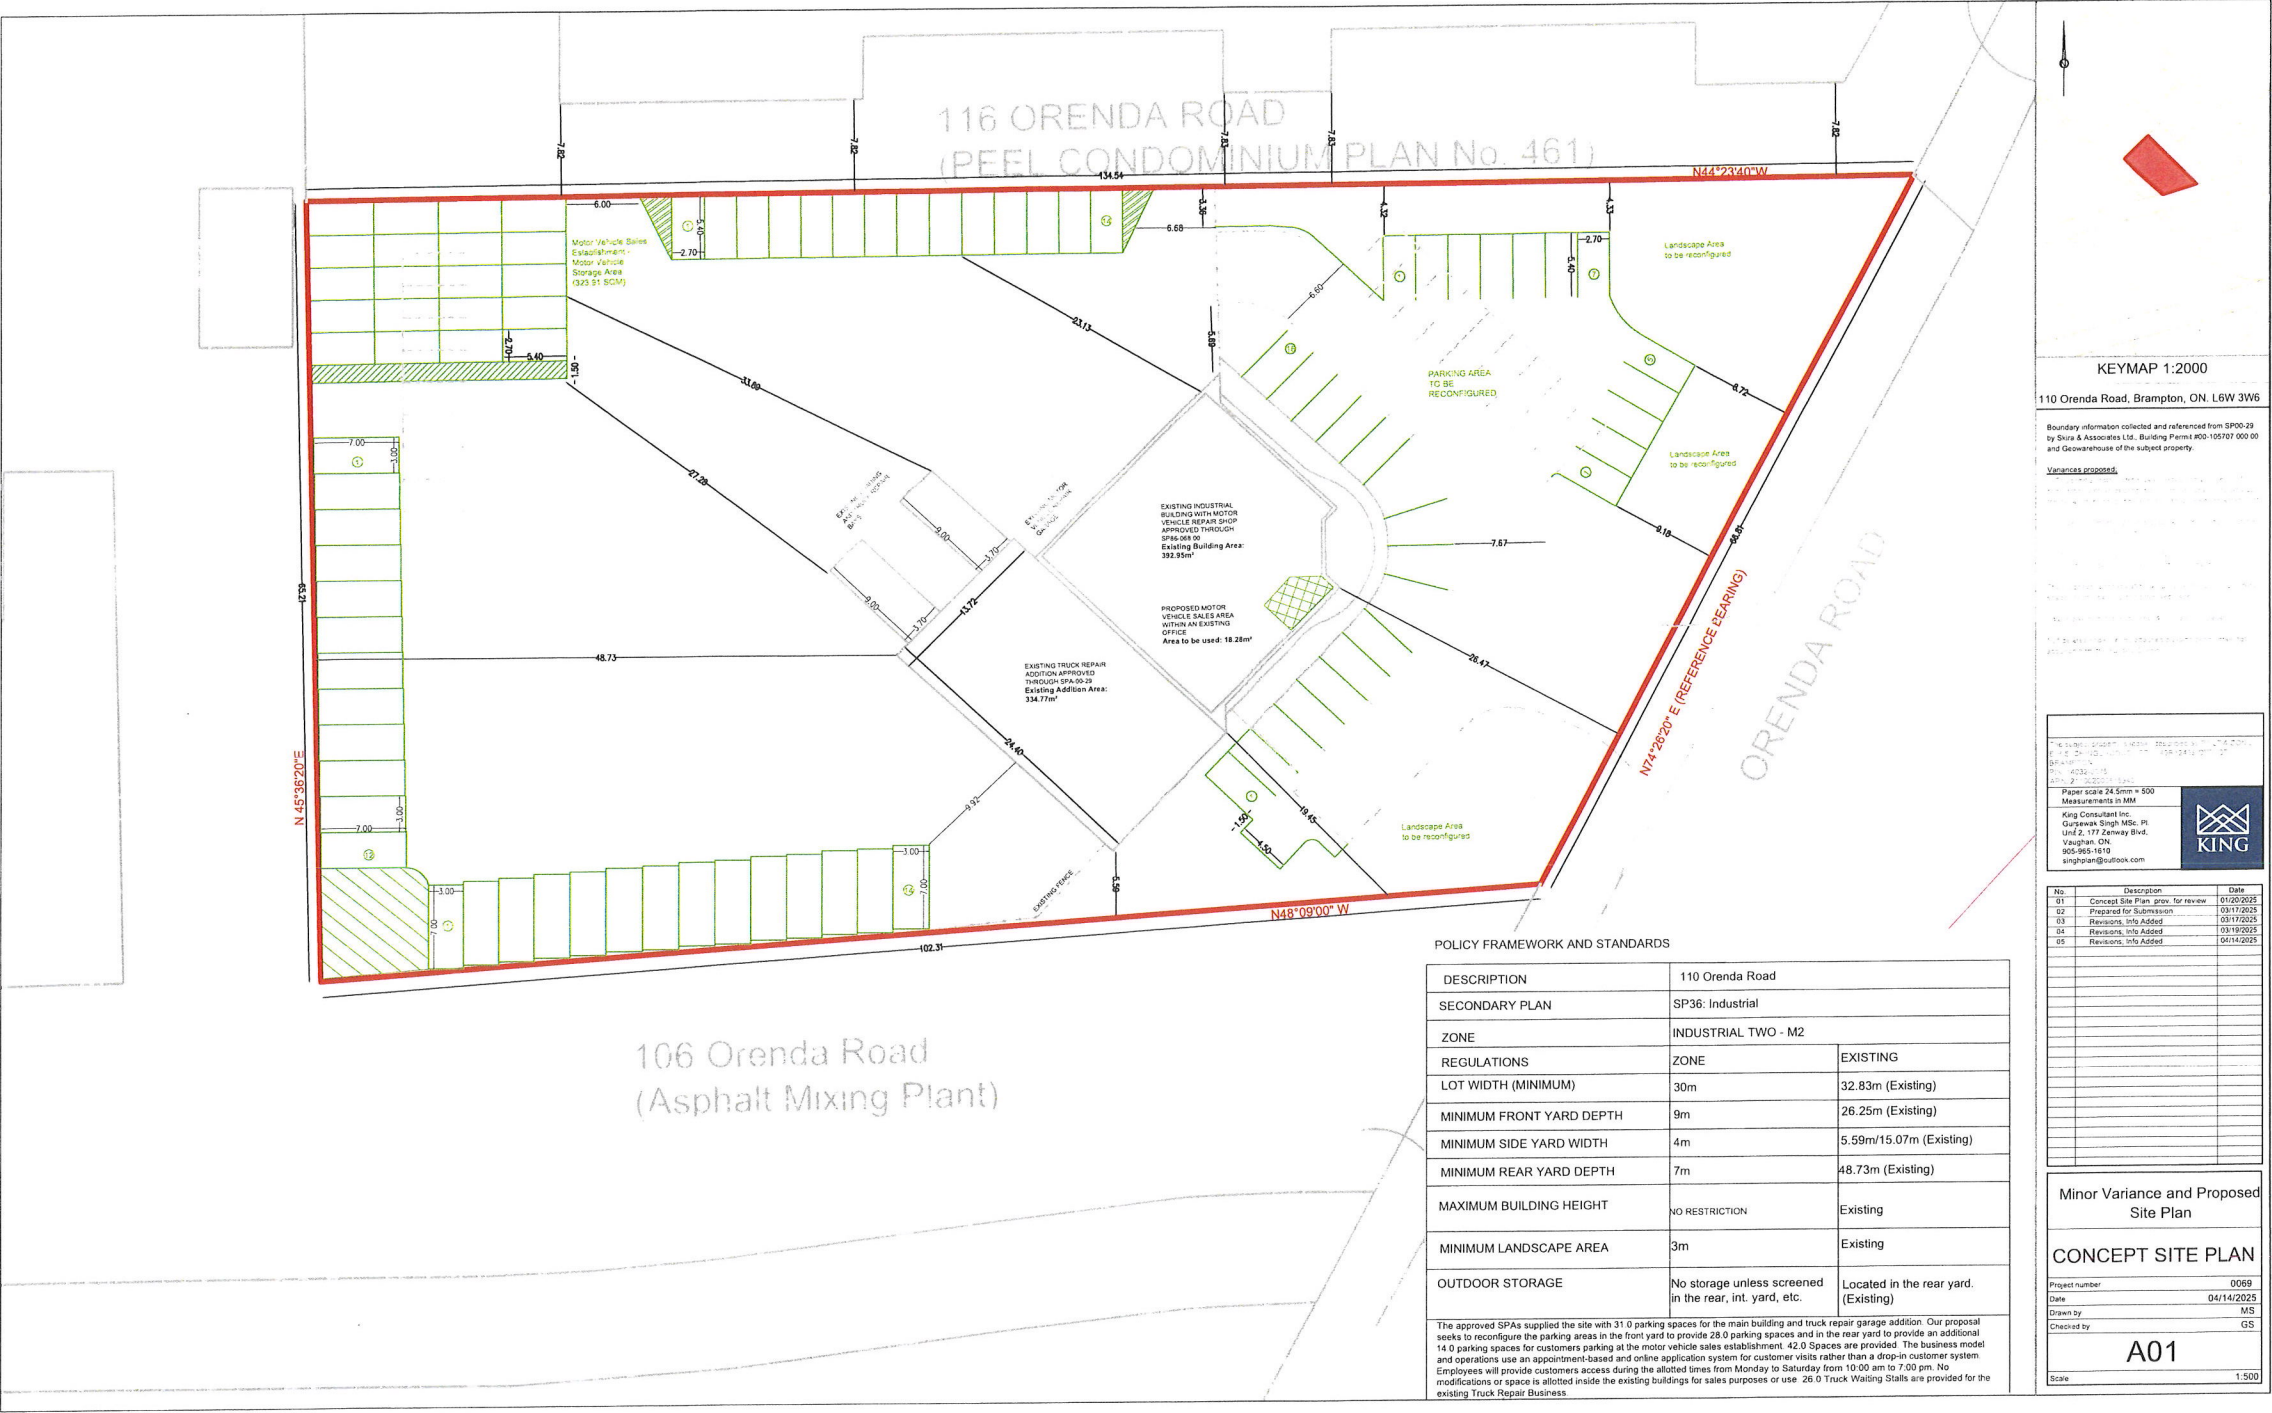 116 ORENDA ROAD
(PEEL CONDOMINIUM PLAN No. 461)
7.82
7.82
7.83
7.83
7.82
134.54
N44°23'40"W
6.00
Motor Vehicle Sales
Establishment -
Motor Vehicle
Storage Area
(323.91 SQM)
1
5.40
2.70
14
6.68
3.36
4.32
4.33
2.70
5.40
1
7
Landscape Area
to be reconfigured
6.60
2.70
5.40
1.50
33.89
23.13
5.89
16
PARKING AREA
TO BE
RECONFIGURED
5
8.72
Landscape Area
to be reconfigured
1
9.18
68.81
7.00
3.00
1
27.28
9.00
3.70
9.00
3.70
13.72
EXISTING INDUSTRIAL
BUILDING WITH MOTOR
VEHICLE REPAIR SHOP
APPROVED THROUGH
SP86-068.00
Existing Building Area:
392.95m²
7.67
PROPOSED MOTOR
VEHICLE SALES AREA
WITHIN AN EXISTING
OFFICE
Area to be used: 18.28m²
65.21
48.73
26.47
EXISTING TRUCK REPAIR
ADDITION APPROVED
THROUGH SPA-00-29
Existing Addition Area:
334.77m²
N74°26'20" E (REFERENCE BEARING)
ORENDA ROAD
N 45°36'20"E
24.40
9.92
1
1.50
4.50
19.45
Landscape Area
to be reconfigured
7.00
3.00
12
3.00
7.00
1
3.00
7.00
14
EXISTING FENCE
5.59
N48°09'00" W
102.31
106 Orenda Road
(Asphalt Mixing Plant)
POLICY FRAMEWORK AND STANDARDS
DESCRIPTION 110 Orenda Road
SECONDARY PLAN SP36: Industrial
ZONE INDUSTRIAL TWO - M2
REGULATIONS ZONE EXISTING
LOT WIDTH (MINIMUM) 30m 32.83m (Existing)
MINIMUM FRONT YARD DEPTH 9m 26.25m (Existing)
MINIMUM SIDE YARD WIDTH 4m 5.59m/15.07m (Existing)
MINIMUM REAR YARD DEPTH 7m 48.73m (Existing)
MAXIMUM BUILDING HEIGHT NO RESTRICTION Existing
MINIMUM LANDSCAPE AREA 3m Existing
OUTDOOR STORAGE No storage unless screened in the rear, int. yard, etc. Located in the rear yard. (Existing)
The approved SPAs supplied the site with 31.0 parking spaces for the main building and truck repair garage addition. Our proposal
seeks to reconfigure the parking areas in the front yard to provide 28.0 parking spaces and in the rear yard to provide an additional
14.0 parking spaces for customers parking at the motor vehicle sales establishment. 42.0 Spaces are provided. The business model
and operations use an appointment-based and online application system for customer visits rather than a drop-in customer system.
Employees will provide customers access during the allotted times from Monday to Saturday from 10:00 am to 7:00 pm. No
modifications or space is allotted inside the existing buildings for sales purposes or use. 26.0 Truck Waiting Stalls are provided for the
existing Truck Repair Business
KEYMAP 1:2000
110 Orenda Road, Brampton, ON. L6W 3W6
Boundary information collected and referenced from SP00-29
by Skira & Associates Ltd., Building Permit #00-105707 000 00
and Geowarehouse of the subject property.
Variances proposed:
Paper scale 24.5mm = 500
Measurements in MM
King Consultant Inc.
Gursewak Singh MSc. Pl.
Unit 2, 177 Zenway Blvd,
Vaughan, ON.
905-965-1610
singhplan@outlook.com
KING
No. Description Date
01 Concept Site Plan prov. for review 01/20/2025
02 Prepared for Submission 03/17/2025
03 Revisions; Info Added 03/17/2025
04 Revisions; Info Added 03/19/2025
05 Revisions; Info Added 04/14/2025
Minor Variance and Proposed
Site Plan
CONCEPT SITE PLAN
Project number 0069
Date 04/14/2025
Drawn by MS
Checked by GS
A01
Scale 1:500